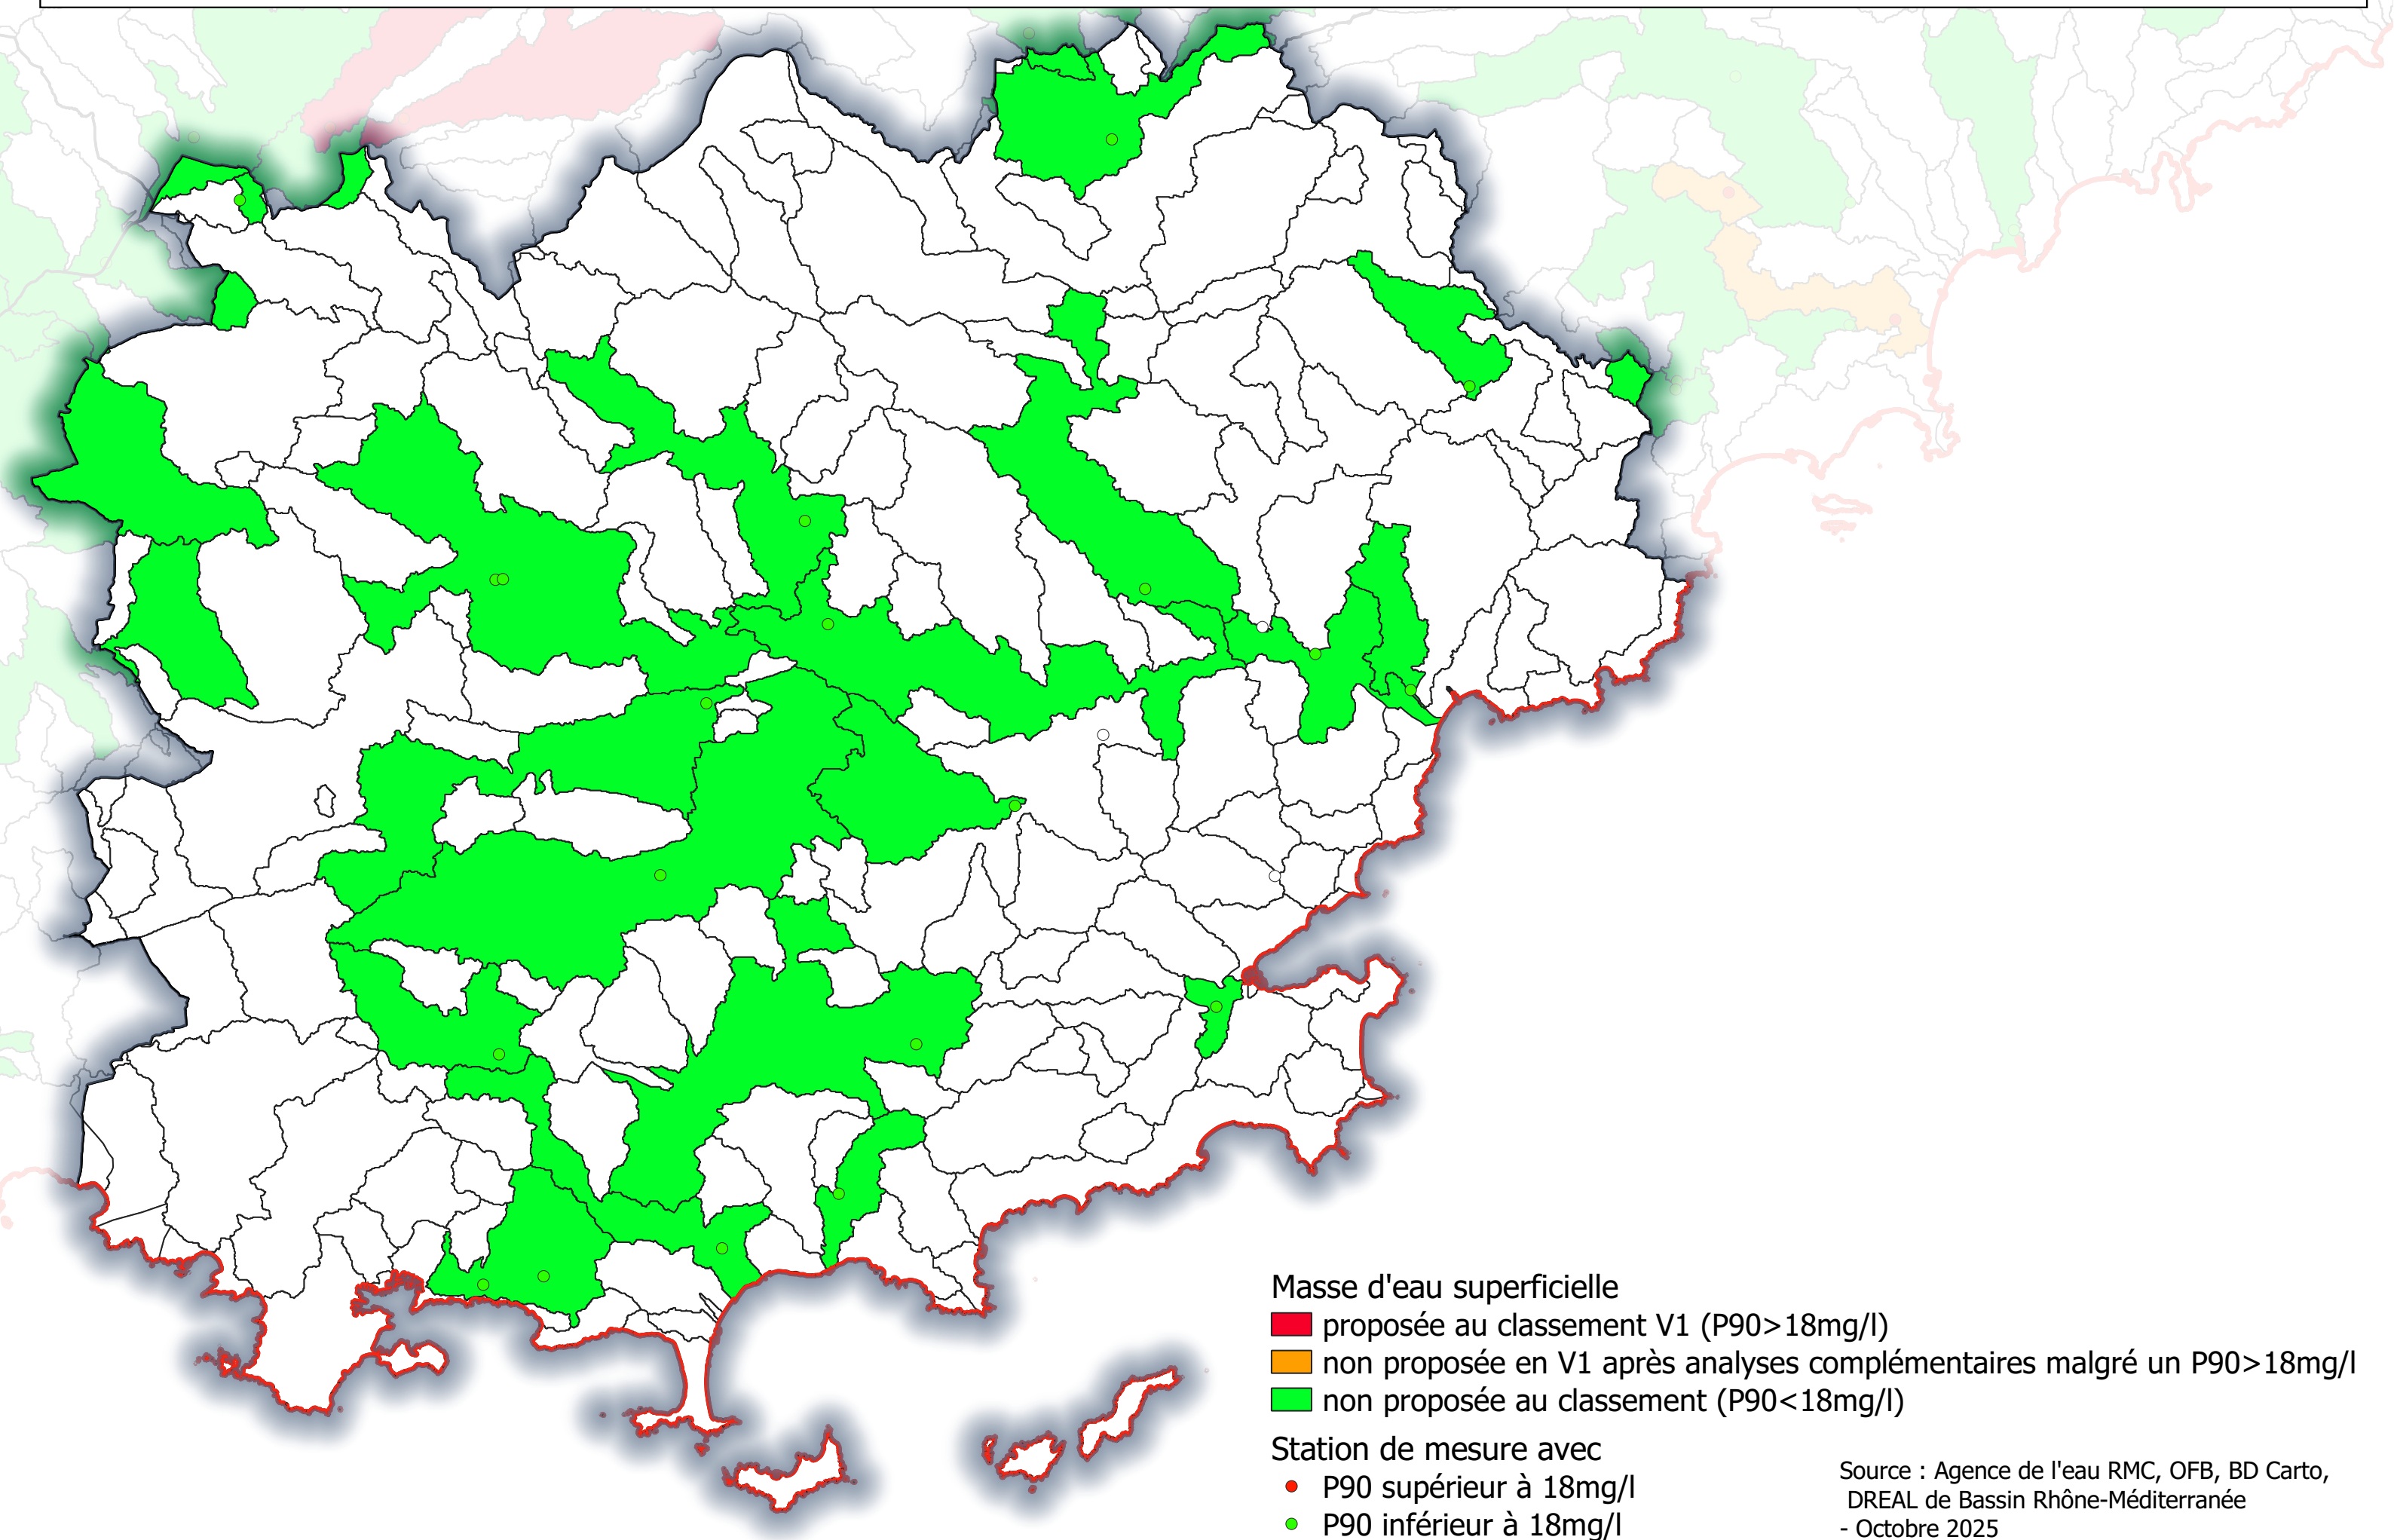 Masse d'eau superficielle
proposée au classement V1 (P90>18mg/l)
non proposée en V1 après analyses complémentaires malgré un P90>18mg/l
non proposée au classement (P90<18mg/l)
Station de mesure avec
P90 supérieur à 18mg/l
P90 inférieur à 18mg/l
Source : Agence de l'eau RMC, OFB, BD Carto,
DREAL de Bassin Rhône-Méditerranée
- Octobre 2025